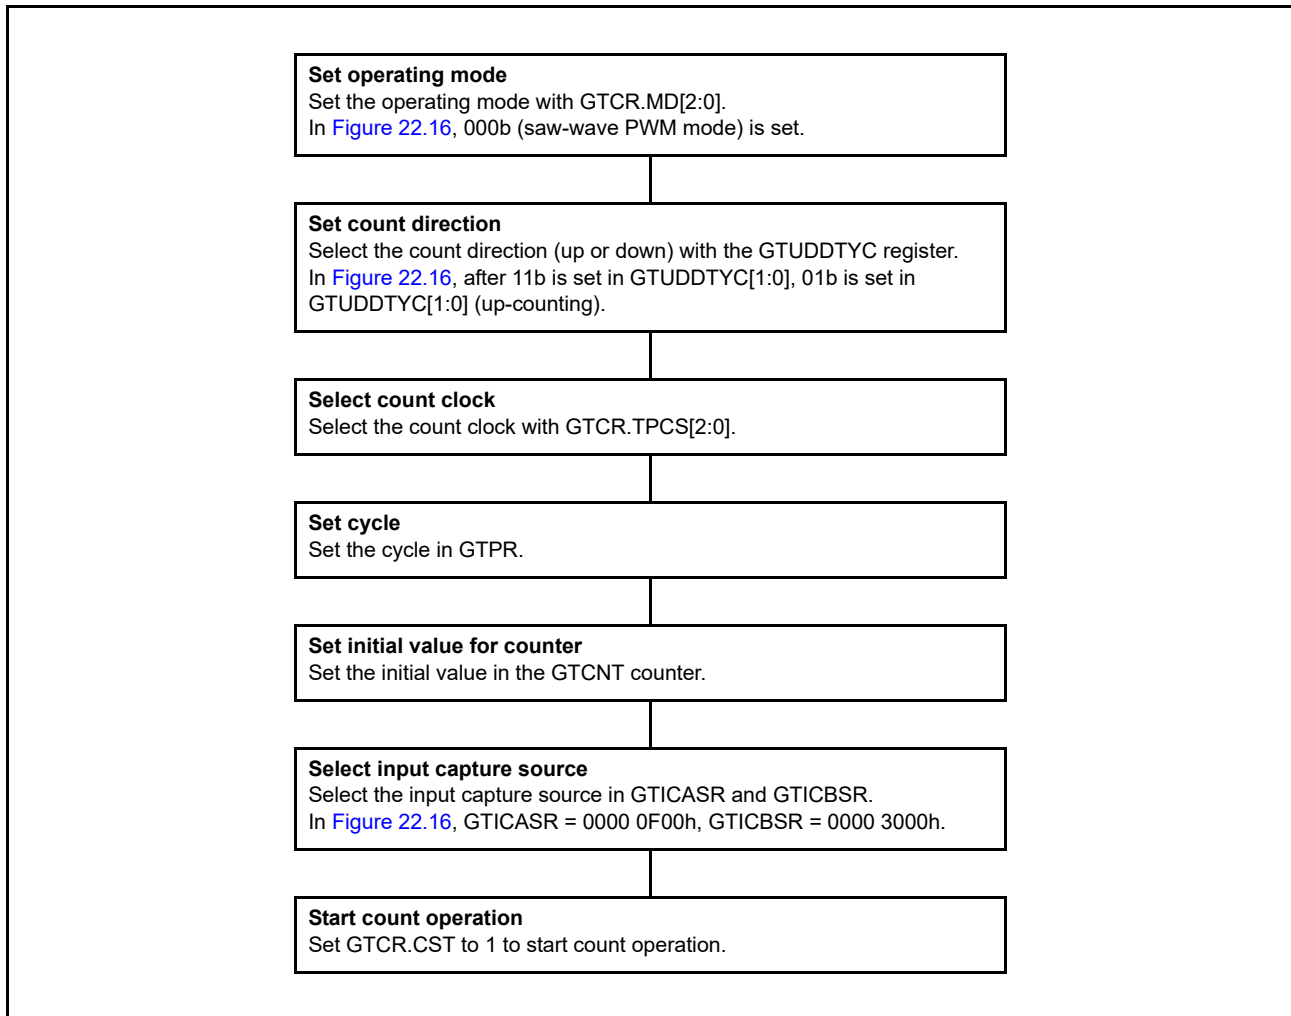 Set operating mode
Set the operating mode with GTCR.MD[2:0].
In Figure 22.16, 000b (saw-wave PWM mode) is set.
Set count direction
Select the count direction (up or down) with the GTUDDTYC register.
In Figure 22.16, after 11b is set in GTUDDTYC[1:0], 01b is set in
GTUDDTYC[1:0] (up-counting).
Select count clock
Select the count clock with GTCR.TPCS[2:0].
Set cycle
Set the cycle in GTPR.
Set initial value for counter
Set the initial value in the GTCNT counter.
Select input capture source
Select the input capture source in GTICASR and GTICBSR.
In Figure 22.16, GTICASR = 0000 0F00h, GTICBSR = 0000 3000h.
Start count operation
Set GTCR.CST to 1 to start count operation.